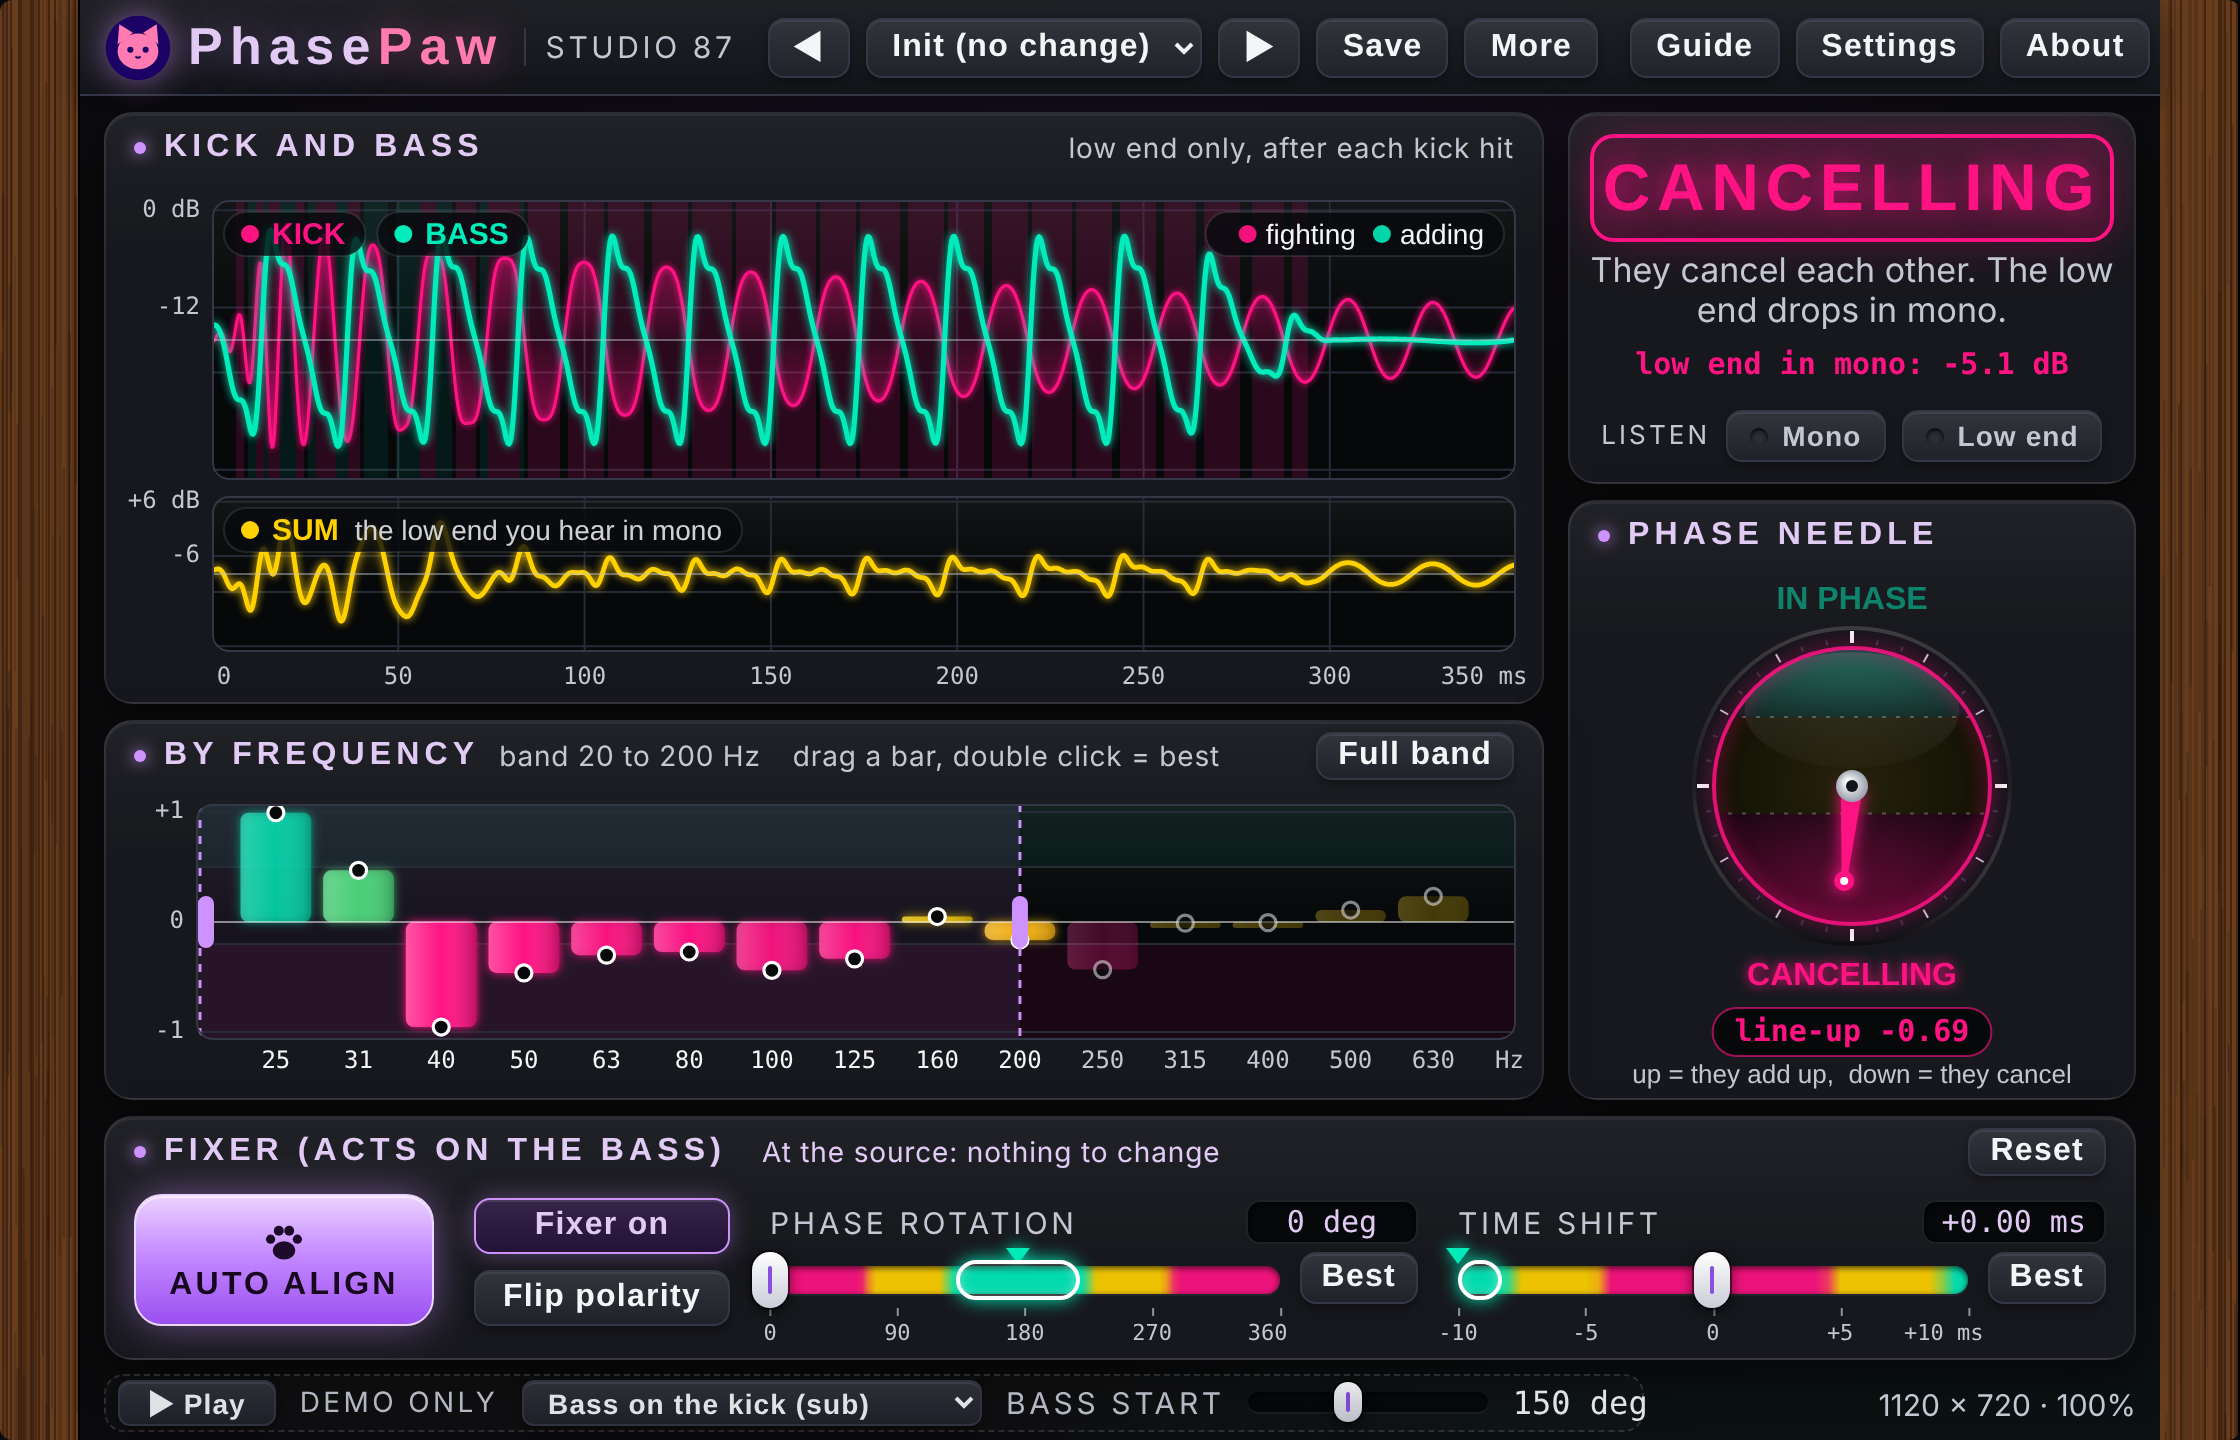 PhasePaw STUDIO 87 Init (no change) Save More Guide Settings About
KICK AND BASS low end only, after each kick hit
0 dB
KICK BASS fighting adding
-12
+6 dB
SUM the low end you hear in mono
-6
0 50 100 150 200 250 300 350 ms
CANCELLING
They cancel each other. The low
end drops in mono.
low end in mono: -5.1 dB
LISTEN Mono Low end
PHASE NEEDLE
IN PHASE
CANCELLING
line-up -0.69
up = they add up, down = they cancel
BY FREQUENCY band 20 to 200 Hz drag a bar, double click = best Full band
+1
0
-1
25 31 40 50 63 80 100 125 160 200 250 315 400 500 630 Hz
FIXER (ACTS ON THE BASS) At the source: nothing to change Reset
AUTO ALIGN
Fixer on
Flip polarity
PHASE ROTATION 0 deg
Best
0 90 180 270 360
TIME SHIFT +0.00 ms
Best
-10 -5 0 +5 +10 ms
Play DEMO ONLY Bass on the kick (sub) BASS START 150 deg 1120 × 720 · 100%